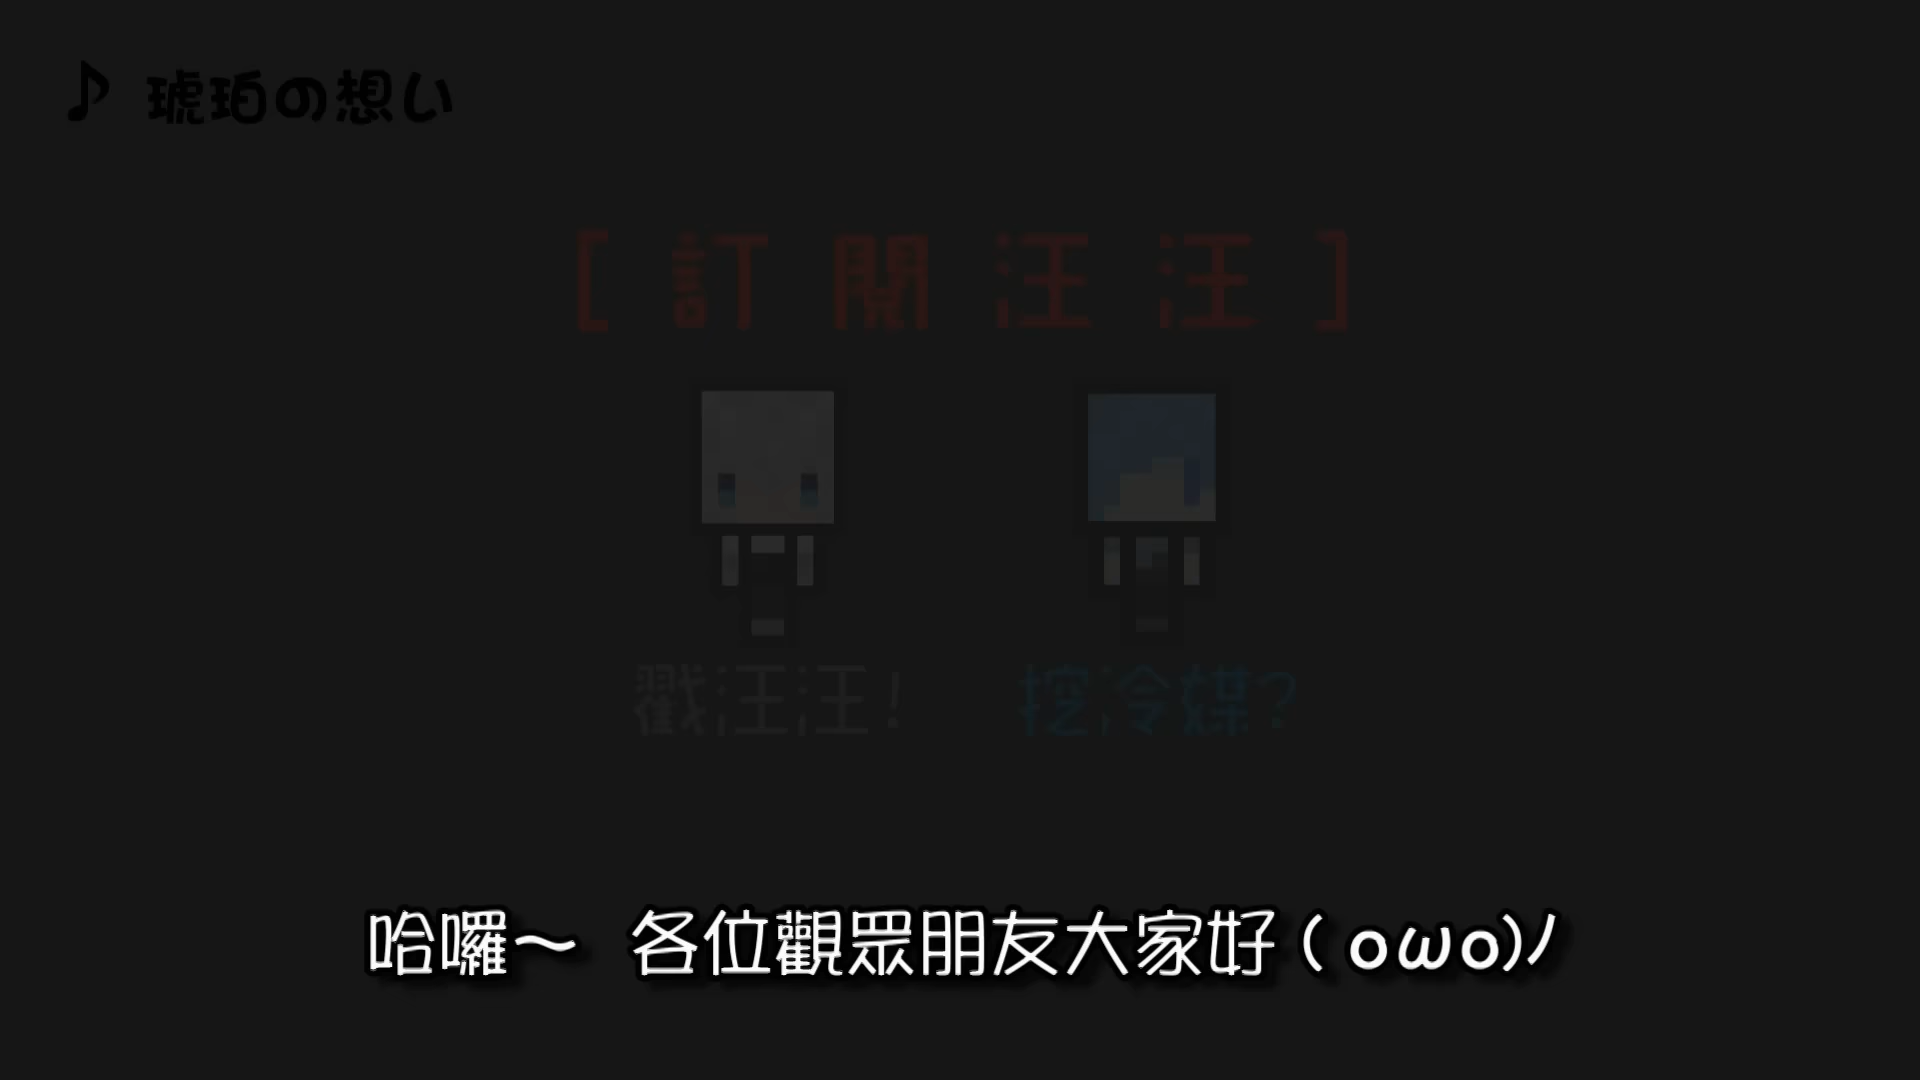 ♪ 琥珀の想い
[ 訂閱汪汪 ]
戳汪汪! 挖冷媒?
哈囉～ 各位觀眾朋友大家好 ( oωo)ﾉ